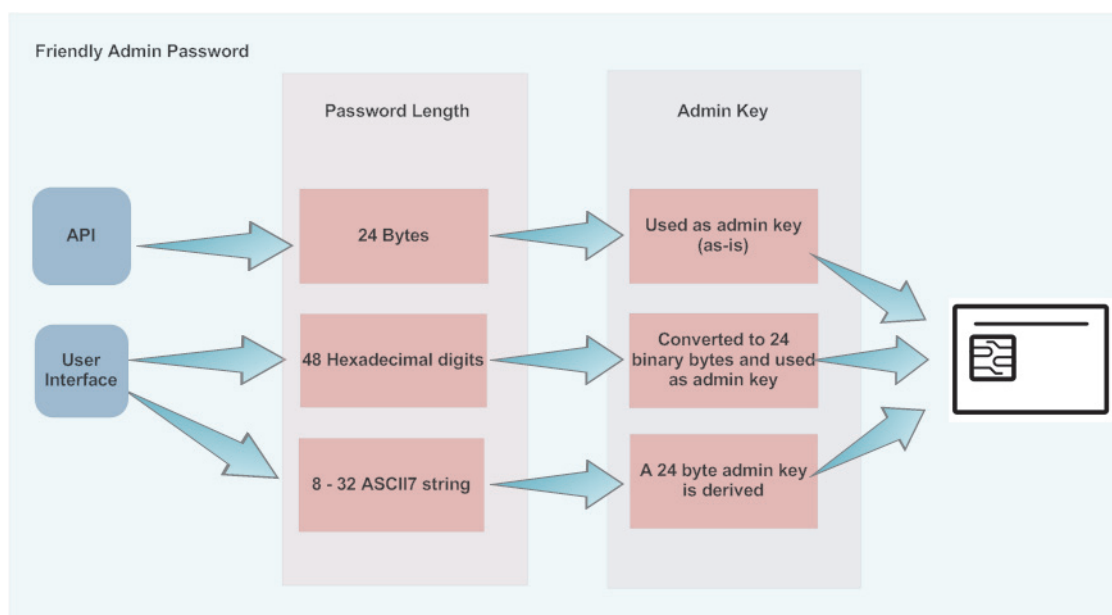 Friendly Admin Password
Password Length
Admin Key
API
24 Bytes
Used as admin key
(as-is)
User
Interface
48 Hexadecimal digits
Converted to 24
binary bytes and used
as admin key
8 - 32 ASCII7 string
A 24 byte admin key
is derived